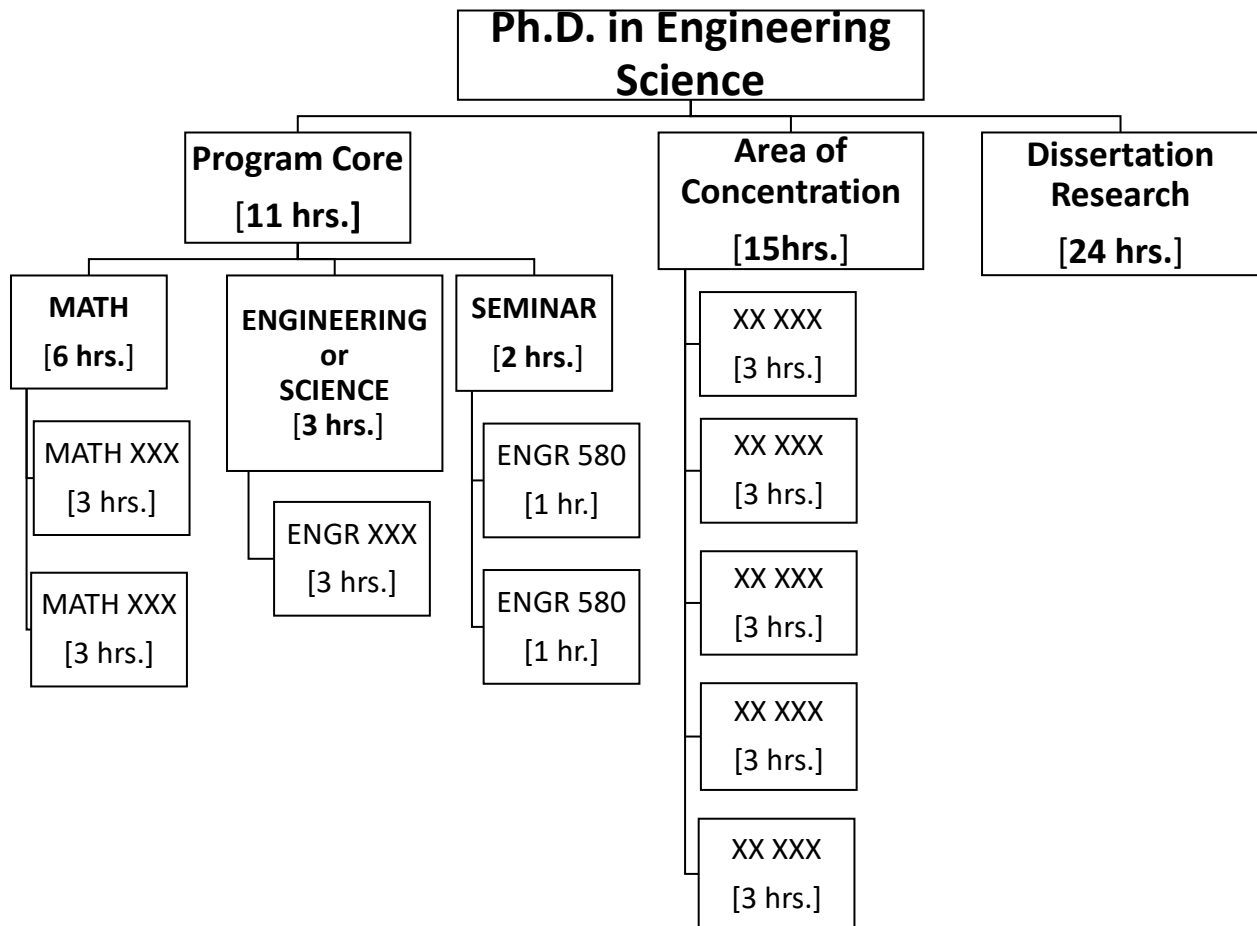 Ph.D. in Engineering
Science
Program Core
[11 hrs.]
Area of
Concentration
[15hrs.]
Dissertation
Research
[24 hrs.]
MATH
[6 hrs.]
ENGINEERING
or
SCIENCE
[3 hrs.]
SEMINAR
[2 hrs.]
MATH XXX
[3 hrs.]
MATH XXX
[3 hrs.]
ENGR XXX
[3 hrs.]
ENGR 580
[1 hr.]
ENGR 580
[1 hr.]
XX XXX
[3 hrs.]
XX XXX
[3 hrs.]
XX XXX
[3 hrs.]
XX XXX
[3 hrs.]
XX XXX
[3 hrs.]